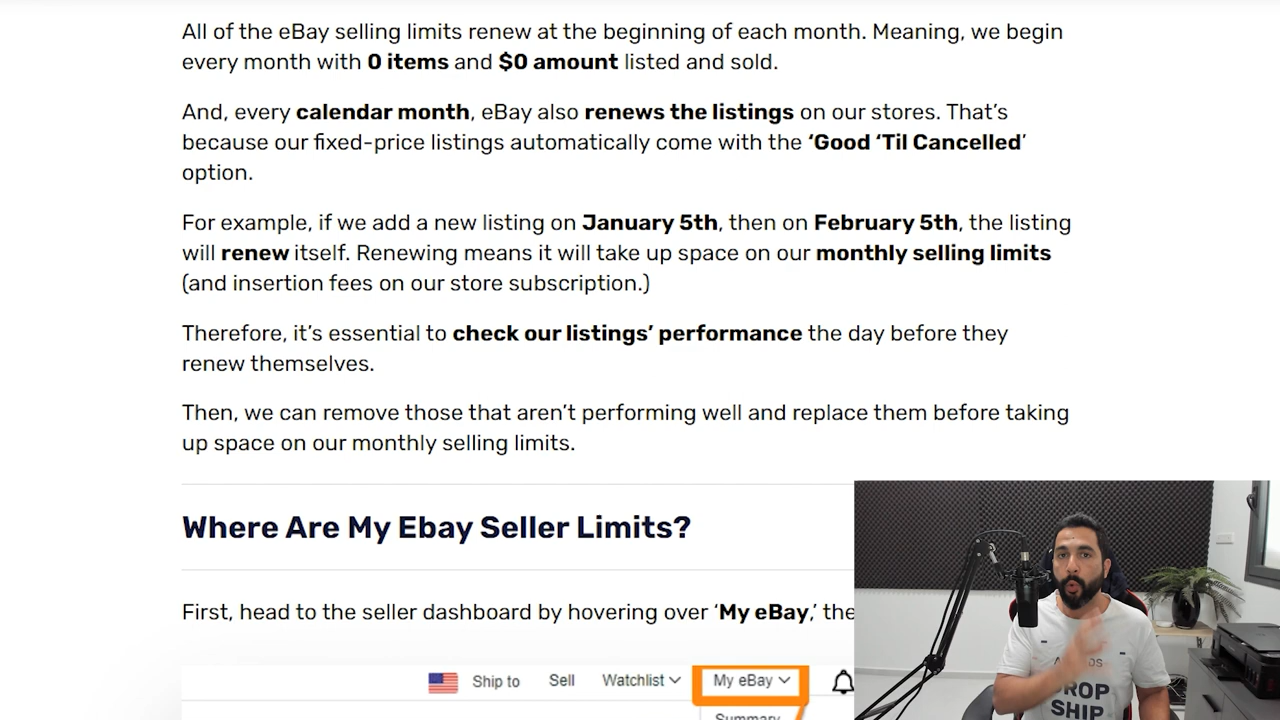 All of the eBay selling limits renew at the beginning of each month. Meaning, we begin
every month with 0 items and $0 amount listed and sold.
And, every calendar month, eBay also renews the listings on our stores. That's
because our fixed-price listings automatically come with the ‘Good ‘Til Cancelled’
option.
For example, if we add a new listing on January 5th, then on February 5th, the listing
will renew itself. Renewing means it will take up space on our monthly selling limits
(and insertion fees on our store subscription.)
Therefore, it's essential to check our listings’ performance the day before they
renew themselves.
Then, we can remove those that aren't performing well and replace them before taking
up space on our monthly selling limits.
Where Are My Ebay Seller Limits?
First, head to the seller dashboard by hovering over ‘My eBay,’ the
Ship to Sell Watchlist My eBay
Summary
DROP
SHIP